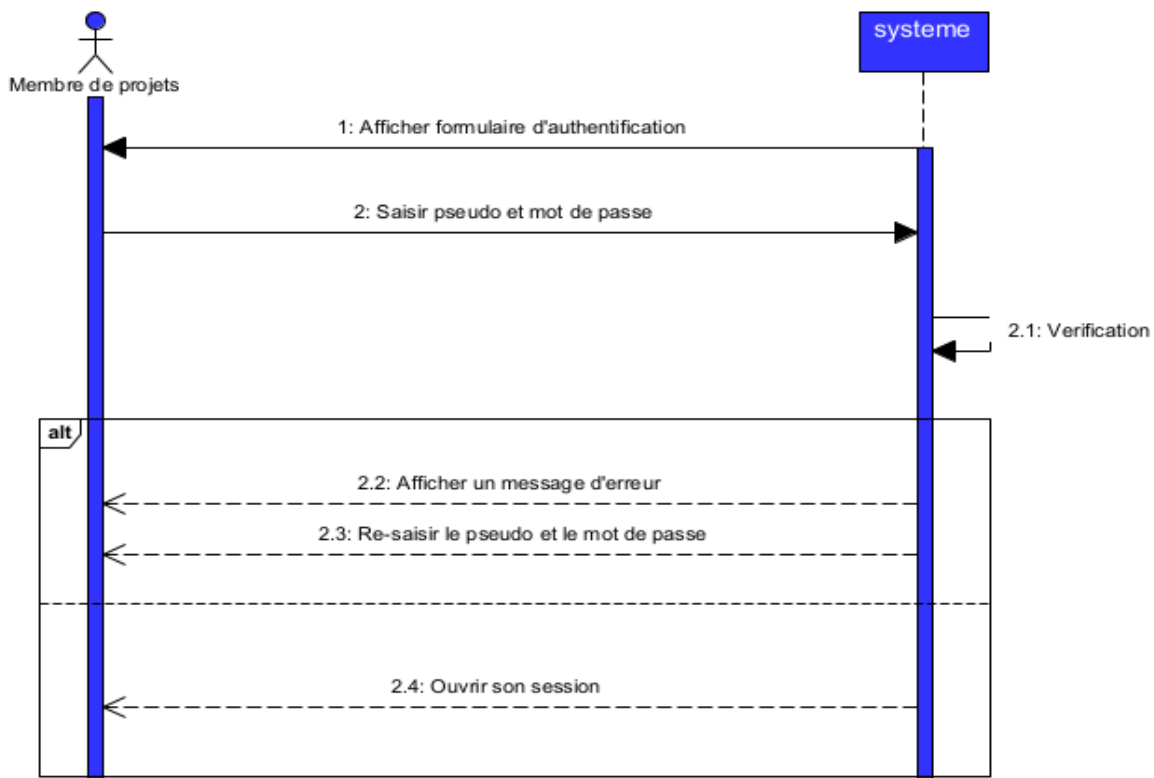 systeme
Membre de projets
1: Afficher formulaire d'authentification
2: Saisir pseudo et mot de passe
2.1: Verification
alt
2.2: Afficher un message d'erreur
2.3: Re-saisir le pseudo et le mot de passe
2.4: Ouvrir son session